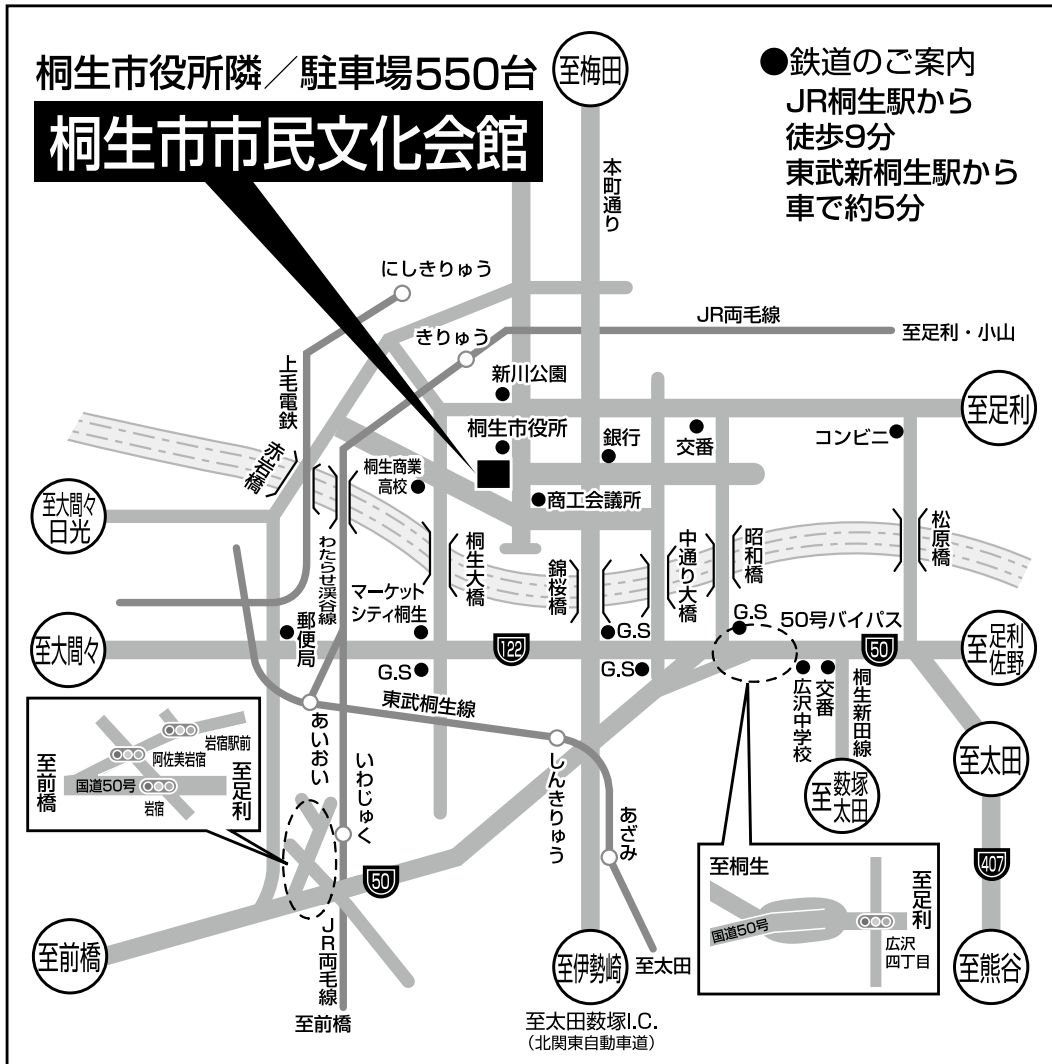 桐生市役所隣／駐車場550台
桐生市市民文化会館
至梅田
●鉄道のご案内
JR桐生駅から
徒歩9分
東武新桐生駅から
車で約5分
本町通り
にしきりゅう
きりゅう
JR両毛線
至足利・小山
上毛電鉄
新川公園
至足利
桐生市役所
銀行
交番
コンビニ
赤岩橋
桐生商業
高校
商工会議所
至大間々
日光
わたらせ渓谷線
桐生大橋
錦桜橋
中通り大橋
昭和橋
松原橋
マーケット
シティ桐生
郵便局
G.S
G.S
50号バイパス
至大間々
122
50
至足利
佐野
G.S
G.S
東武桐生線
広沢中学校
交番
桐生新田線
あいおい
いわじゅく
しんきりゅう
あざみ
至藪塚
太田
至太田
岩宿駅前
阿佐美岩宿
至前橋
国道50号
至足利
岩宿
50
407
至桐生
至足利
国道50号
広沢
四丁目
至前橋
JR両毛線
至前橋
至伊勢崎
至太田
至熊谷
至太田藪塚I.C.
（北関東自動車道）